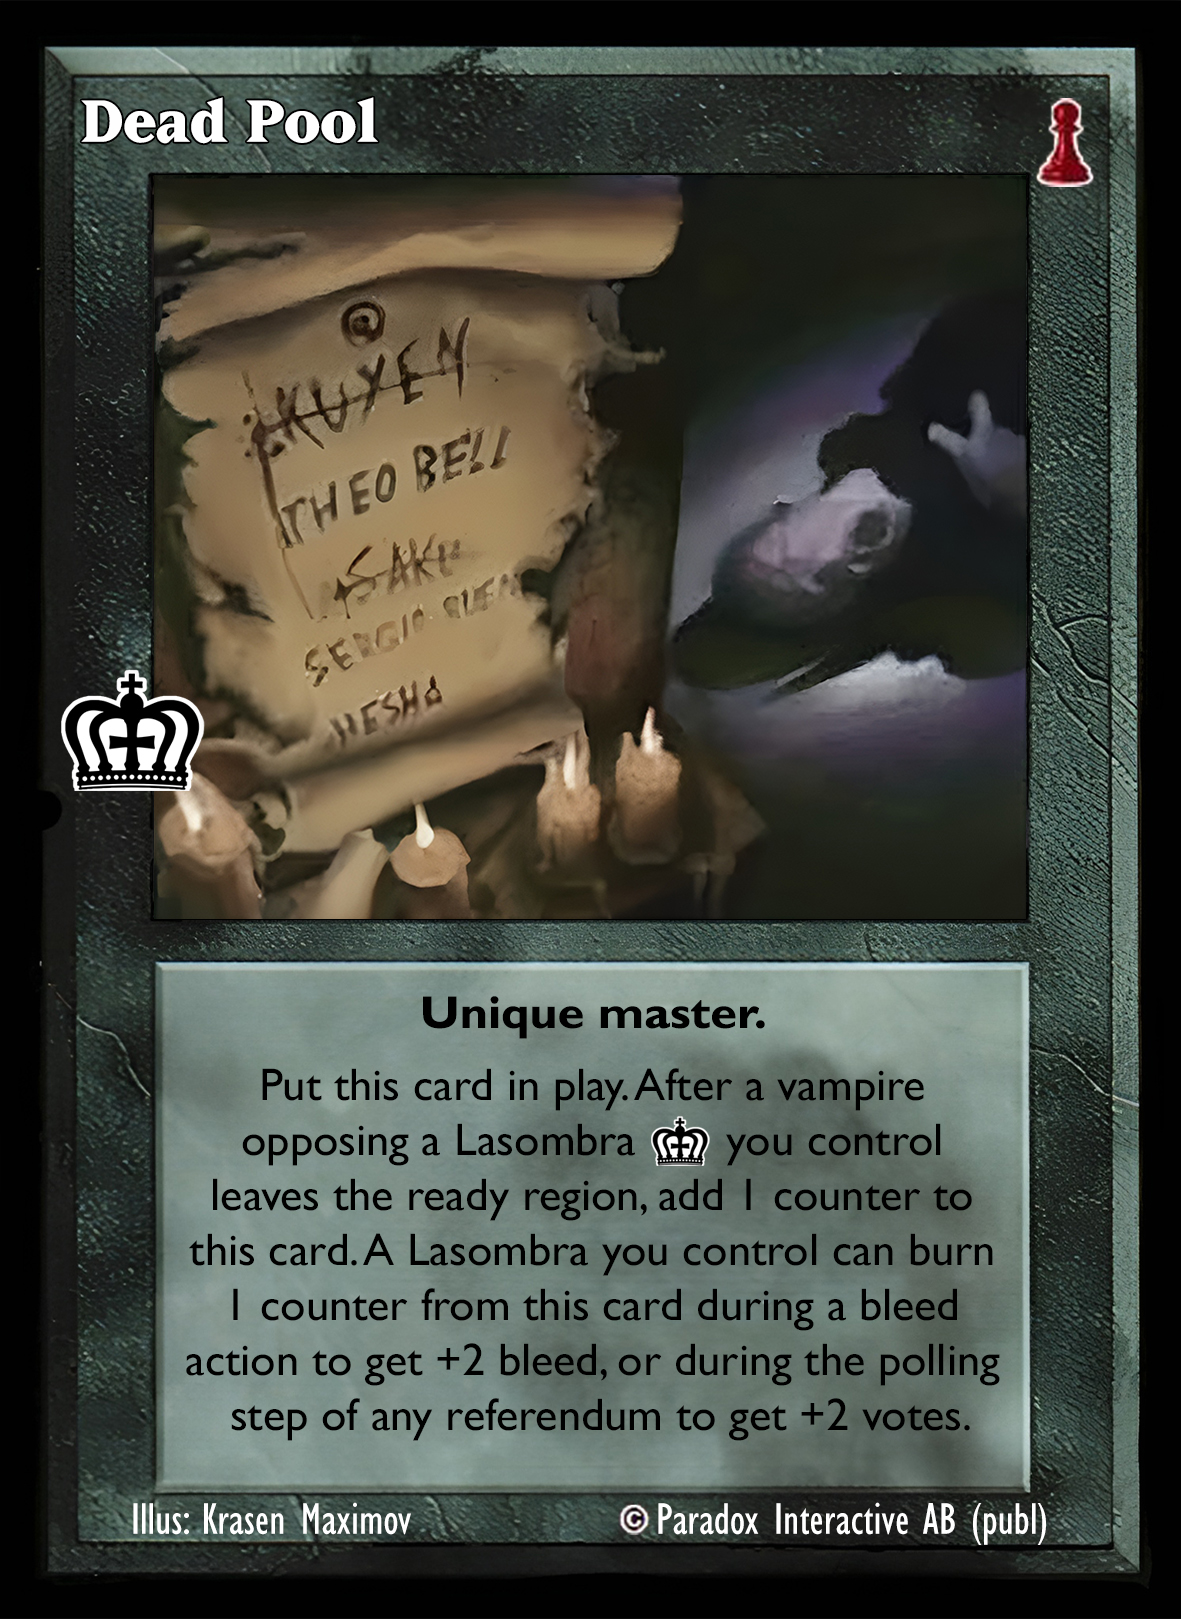 Dead Pool
KUYEN
THEO BELL
SERGIO
NESHA
Unique master.
Put this card in play. After a vampire
opposing a Lasombra you control
leaves the ready region, add 1 counter to
this card. A Lasombra you control can burn
1 counter from this card during a bleed
action to get +2 bleed, or during the polling
step of any referendum to get +2 votes.
Illus: Krasen Maximov
© Paradox Interactive AB (publ)